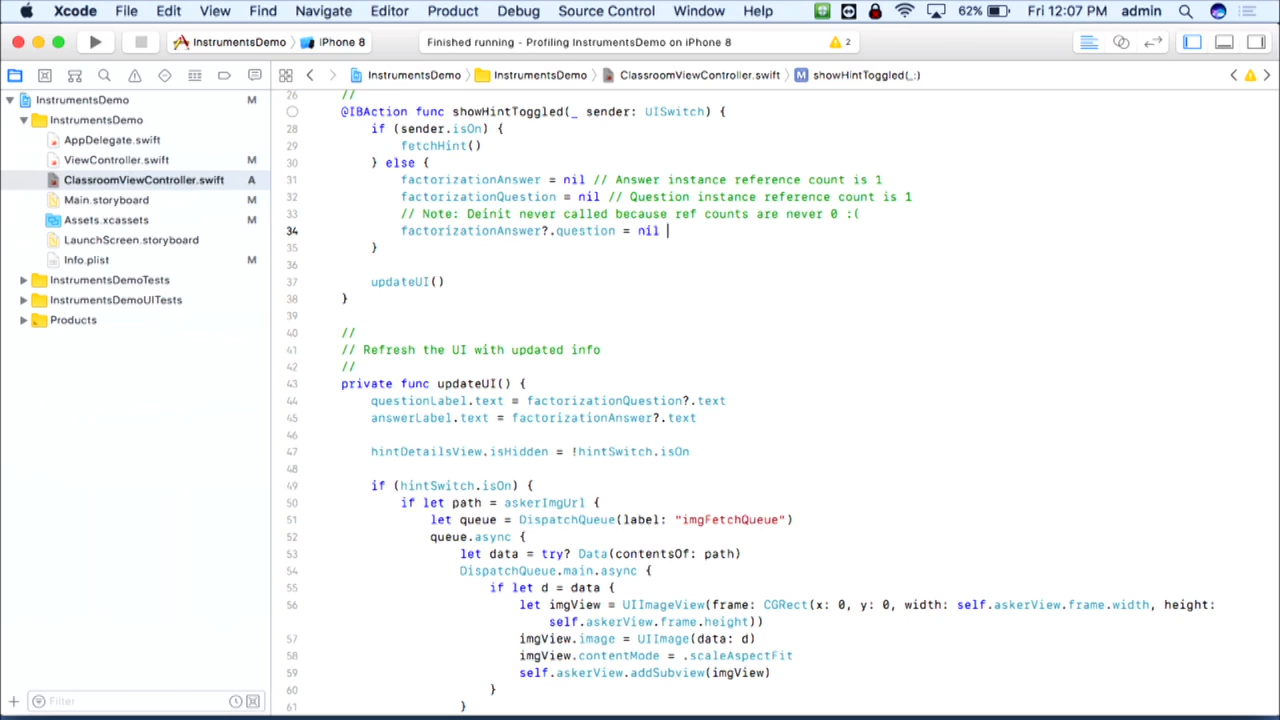 Xcode File Edit View Find Navigate Editor Product Debug Source Control Window Help 62% Fri 12:07 PM admin
InstrumentsDemo iPhone 8 Finished running - Profiling InstrumentsDemo on iPhone 8 2
InstrumentsDemo InstrumentsDemo ClassroomViewController.swift M showHintToggled(_:)
InstrumentsDemo M
InstrumentsDemo
AppDelegate.swift
ViewController.swift M
ClassroomViewController.swift A
Main.storyboard M
Assets.xcassets M
LaunchScreen.storyboard
Info.plist M
InstrumentsDemoTests
InstrumentsDemoUITests
Products
Filter
26 //
@IBAction func showHintToggled(_ sender: UISwitch) {
28 if (sender.isOn) {
29 fetchHint()
30 } else {
31 factorizationAnswer = nil // Answer instance reference count is 1
32 factorizationQuestion = nil // Question instance reference count is 1
33 // Note: Deinit never called because ref counts are never 0 :(
34 factorizationAnswer?.question = nil
35 }
36
37 updateUI()
38 }
39
40 //
41 // Refresh the UI with updated info
42 //
43 private func updateUI() {
44 questionLabel.text = factorizationQuestion?.text
45 answerLabel.text = factorizationAnswer?.text
46
47 hintDetailsView.isHidden = !hintSwitch.isOn
48
49 if (hintSwitch.isOn) {
50 if let path = askerImgUrl {
51 let queue = DispatchQueue(label: "imgFetchQueue")
52 queue.async {
53 let data = try? Data(contentsOf: path)
54 DispatchQueue.main.async {
55 if let d = data {
56 let imgView = UIImageView(frame: CGRect(x: 0, y: 0, width: self.askerView.frame.width, height:
self.askerView.frame.height))
57 imgView.image = UIImage(data: d)
58 imgView.contentMode = .scaleAspectFit
59 self.askerView.addSubview(imgView)
60 }
61 }